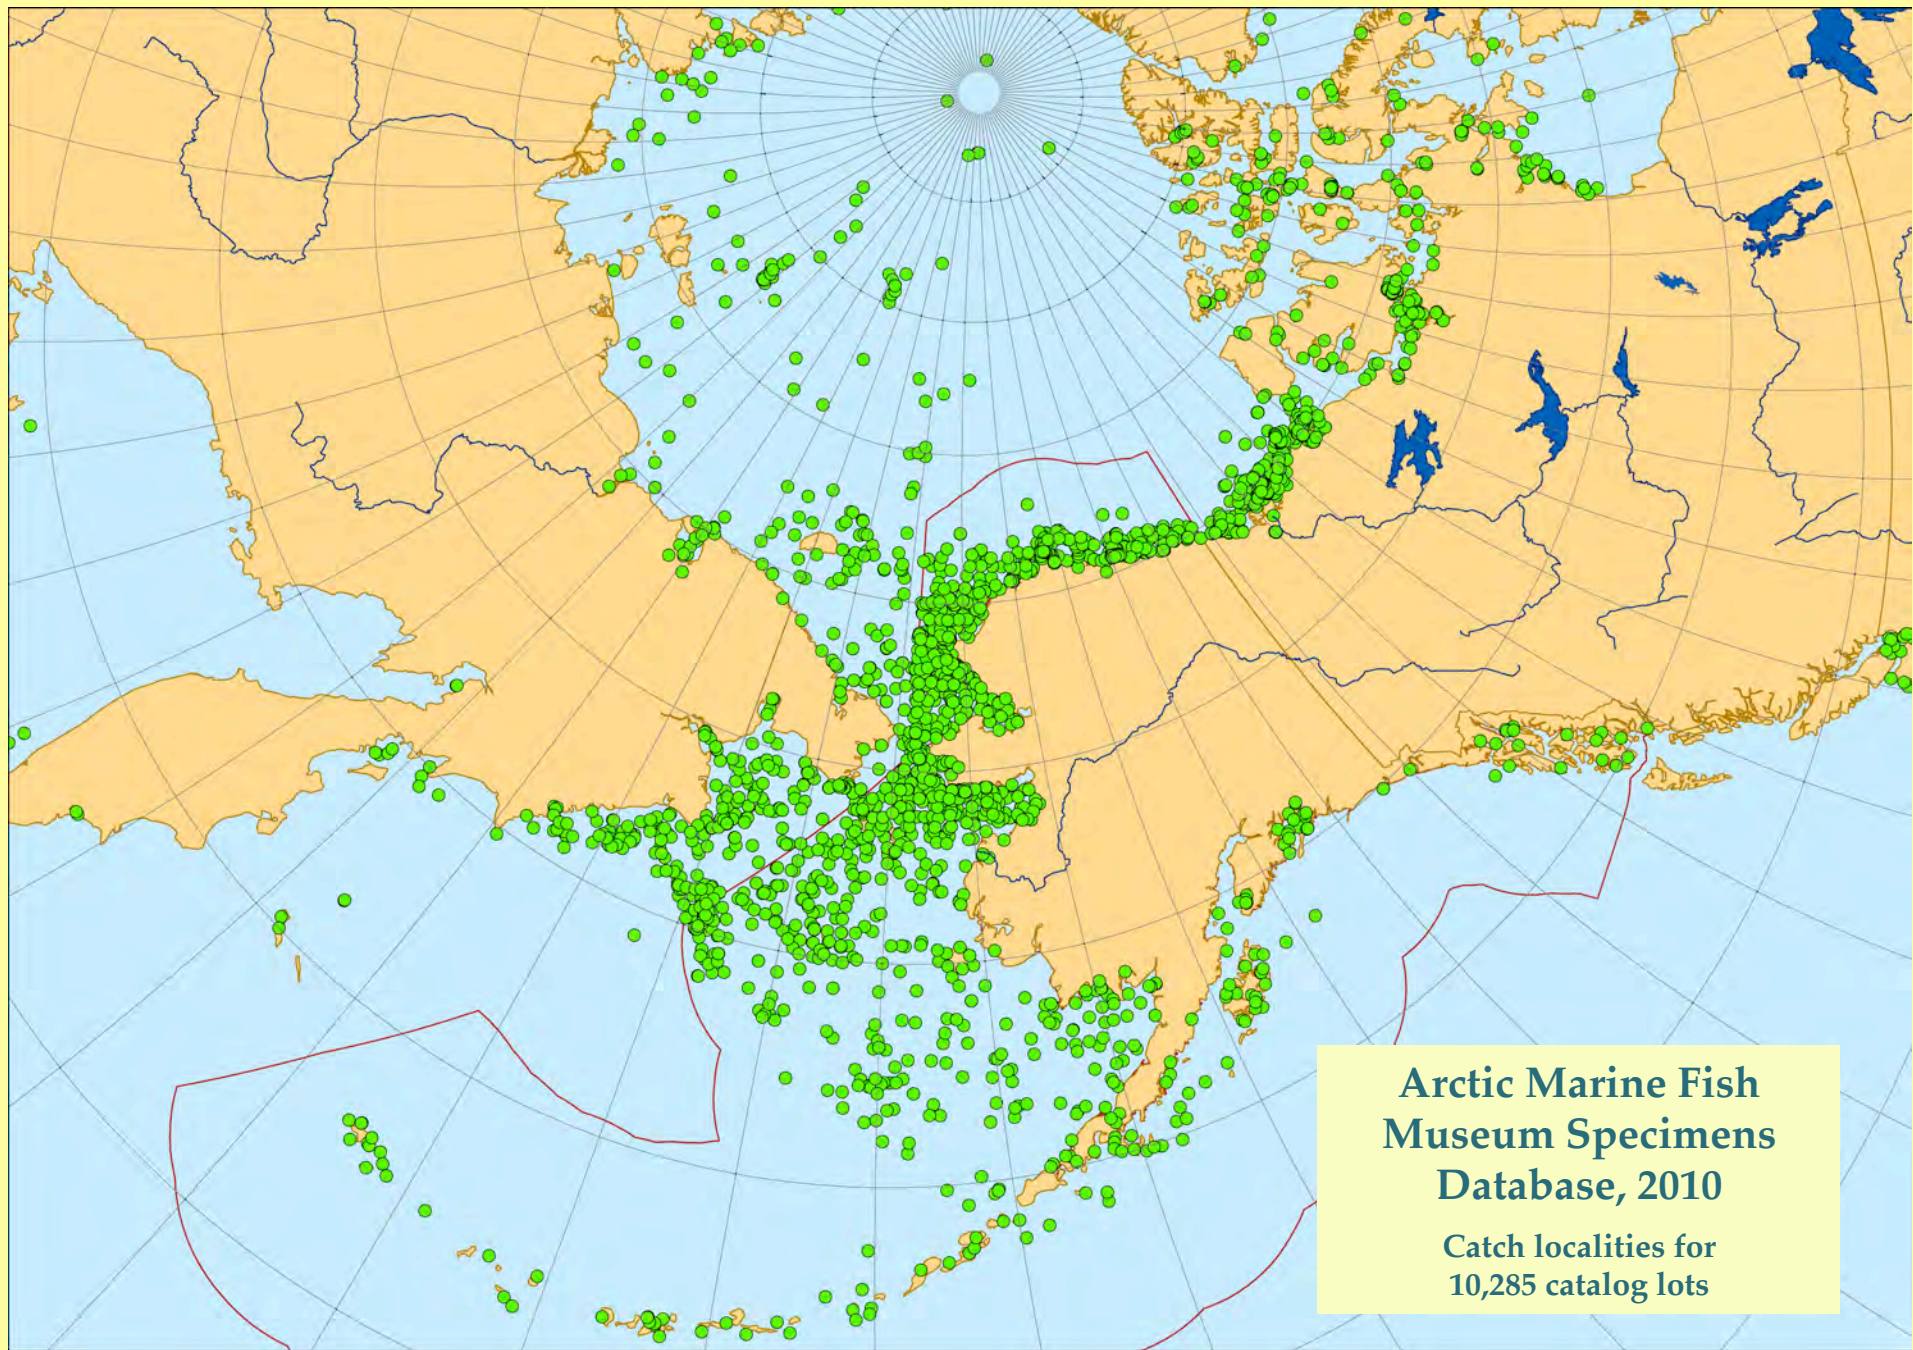 Arctic Marine Fish
Museum Specimens
Database, 2010
Catch localities for
10,285 catalog lots